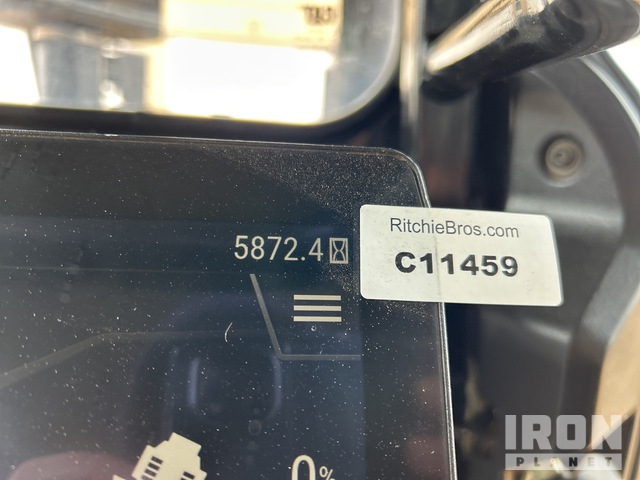 5872.4
RitchieBros.com
C11459
0%
IRON
PLANET